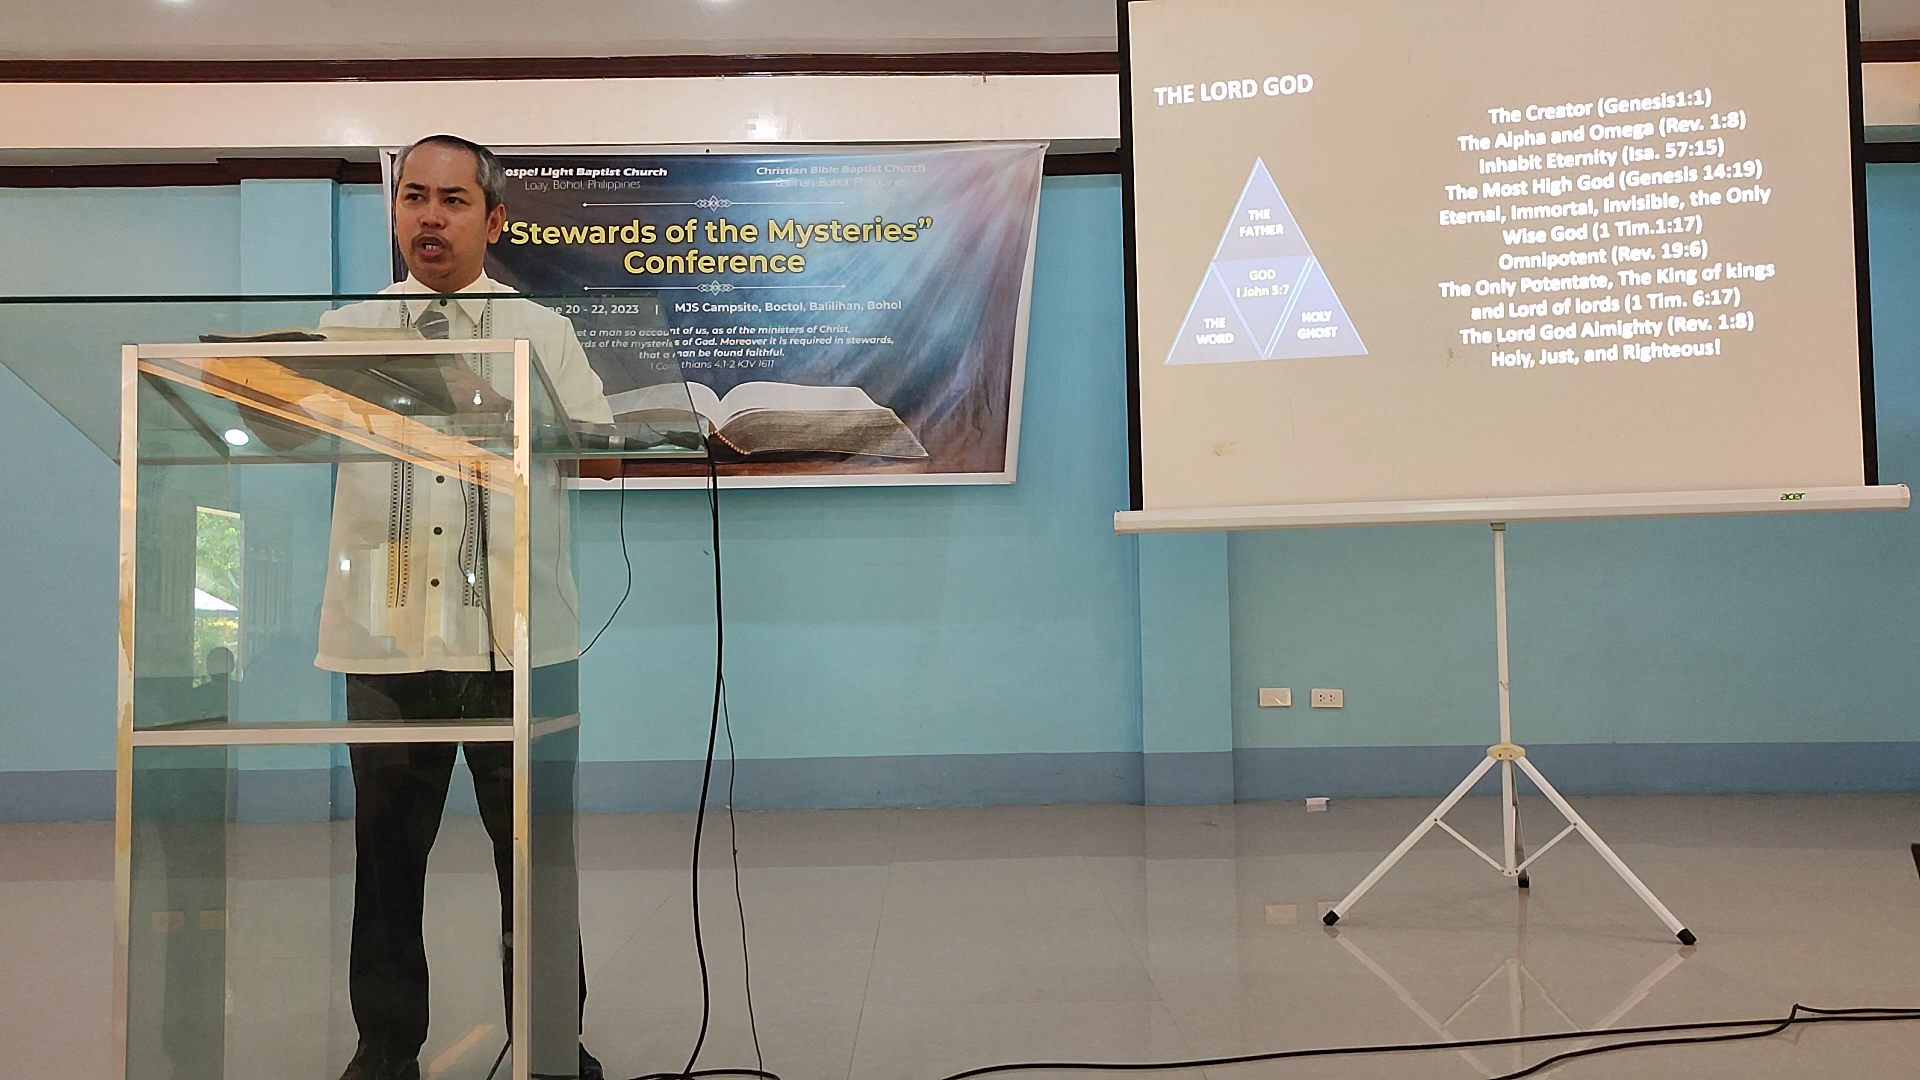 Gospel Light Baptist Church
Loay, Bohol, Philippines
Christian Bible Baptist Church
Balilihan, Bohol, Philippines
"Stewards of the Mysteries"
Conference
20 - 22, 2023 | MJS Campsite, Boctol, Balilihan, Bohol
et a man so account of us, as of the ministers of Christ,
rds of the mysteries of God. Moreover it is required in stewards,
that a man be found faithful.
thians 4:1-2 KJV 1611
THE LORD GOD
THE
FATHER
GOD
I John 5:7
THE
WORD
HOLY
GHOST
The Creator (Genesis1:1)
The Alpha and Omega (Rev. 1:8)
Inhabit Eternity (Isa. 57:15)
The Most High God (Genesis 14:19)
Eternal, Immortal, Invisible, the Only
Wise God (1 Tim.1:17)
Omnipotent (Rev. 19:6)
The Only Potentate, The King of kings
and Lord of lords (1 Tim. 6:17)
The Lord God Almighty (Rev. 1:8)
Holy, Just, and Righteous!
acer